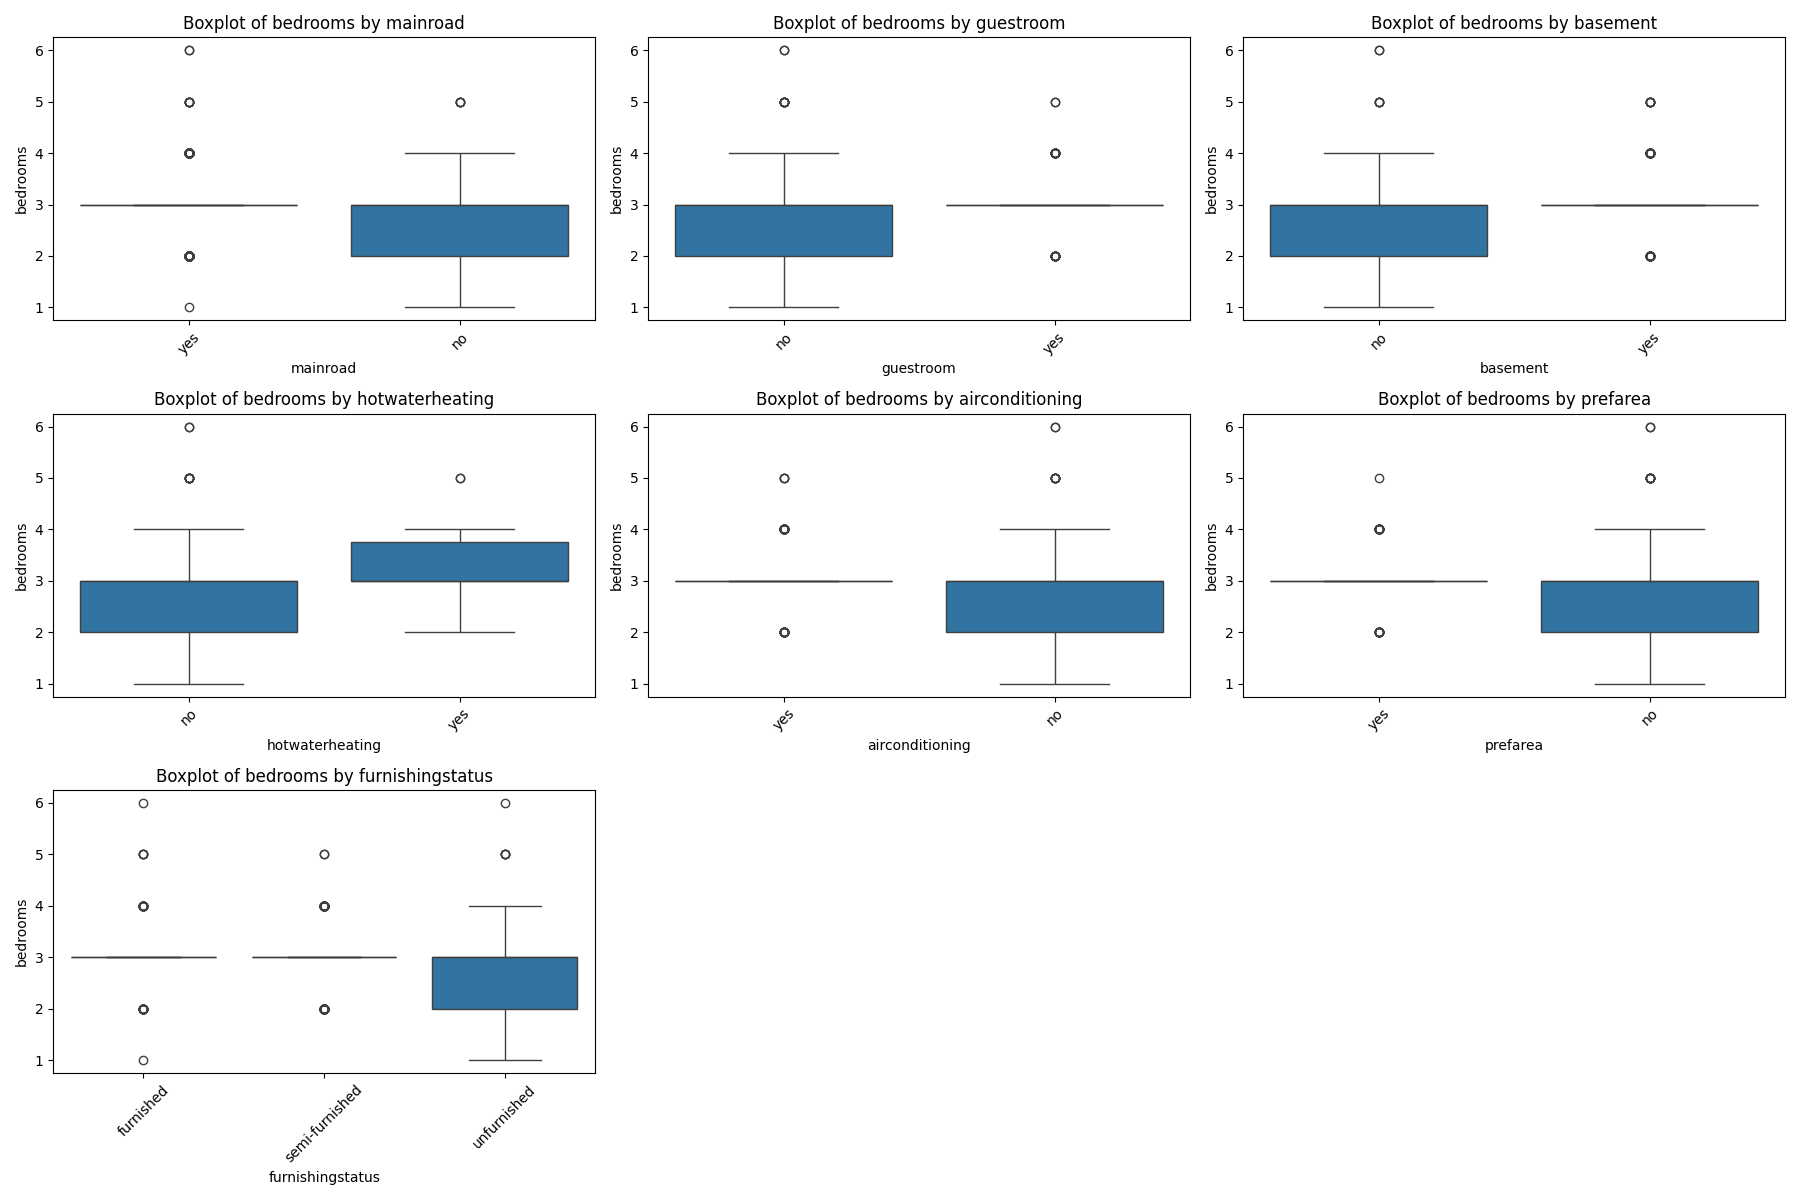 Boxplot of bedrooms by mainroad
6
5
4
3
2
1
bedrooms
yes
no
mainroad
Boxplot of bedrooms by guestroom
6
5
4
3
2
1
bedrooms
no
yes
guestroom
Boxplot of bedrooms by basement
6
5
4
3
2
1
bedrooms
no
yes
basement
Boxplot of bedrooms by hotwaterheating
6
5
4
3
2
1
bedrooms
no
yes
hotwaterheating
Boxplot of bedrooms by airconditioning
6
5
4
3
2
1
bedrooms
yes
no
airconditioning
Boxplot of bedrooms by prefarea
6
5
4
3
2
1
bedrooms
yes
no
prefarea
Boxplot of bedrooms by furnishingstatus
6
5
4
3
2
1
bedrooms
furnished
semi-furnished
unfurnished
furnishingstatus